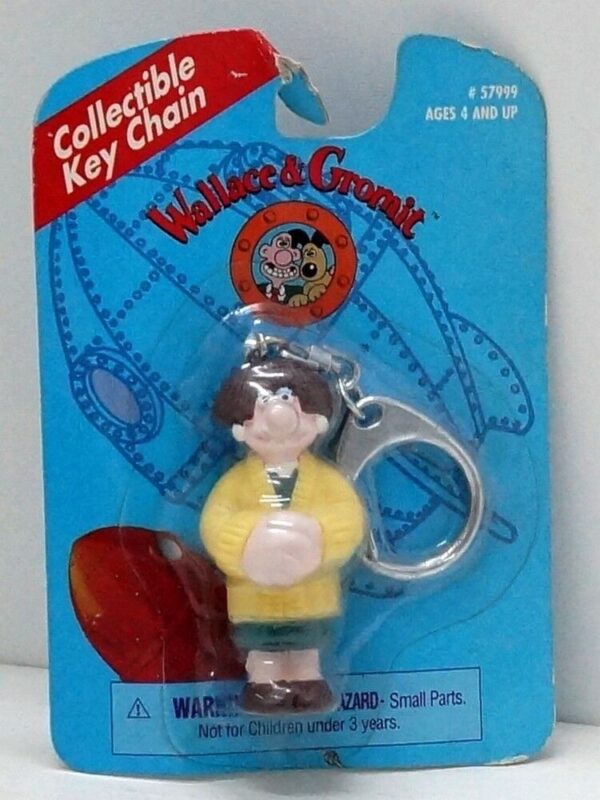 Collectible
Key Chain
# 57999
AGES 4 AND UP
Wallace & Gromit™
⚠ WARN AZARD- Small Parts.
Not for Children under 3 years.